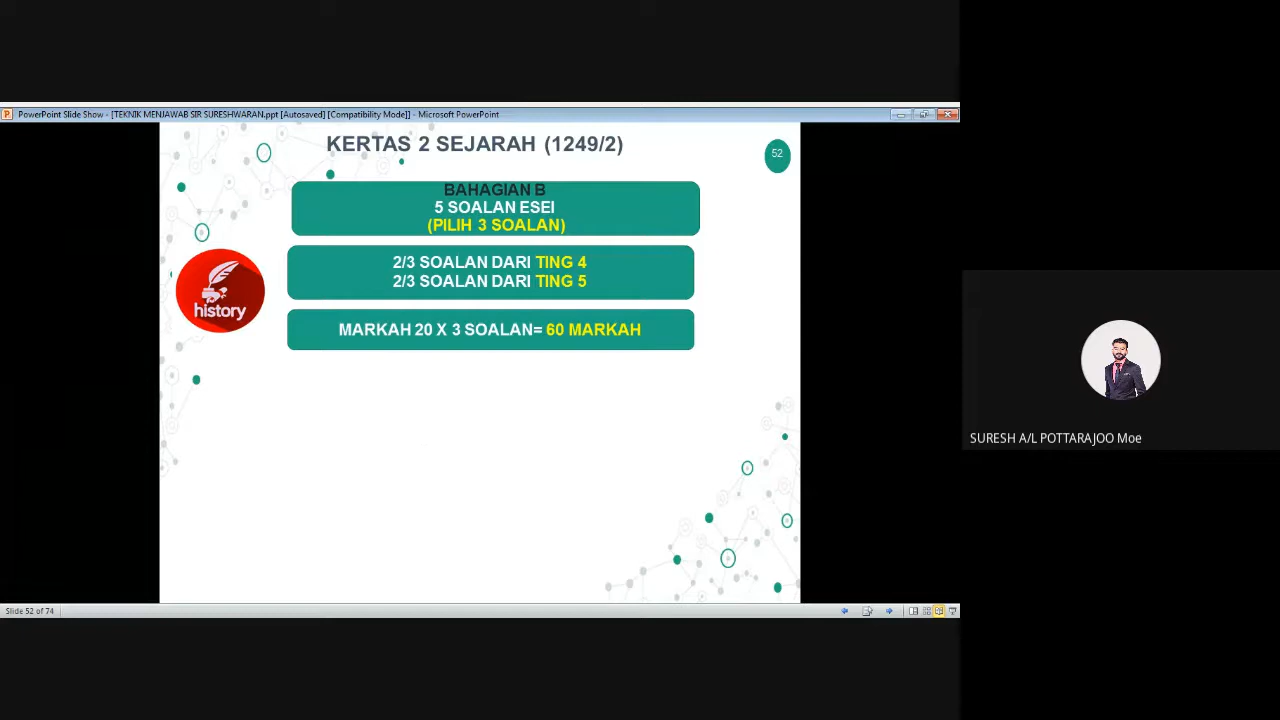 PowerPoint Slide Show - [TEKNIK MENJAWAB SIR SURESHWARAN.ppt [Autosaved] [Compatibility Mode]] - Microsoft PowerPoint
KERTAS 2 SEJARAH (1249/2)
52
BAHAGIAN B
5 SOALAN ESEI
(PILIH 3 SOALAN)
2/3 SOALAN DARI TING 4
2/3 SOALAN DARI TING 5
history
MARKAH 20 X 3 SOALAN= 60 MARKAH
SURESH A/L POTTARAJOO Moe
Slide 52 of 74